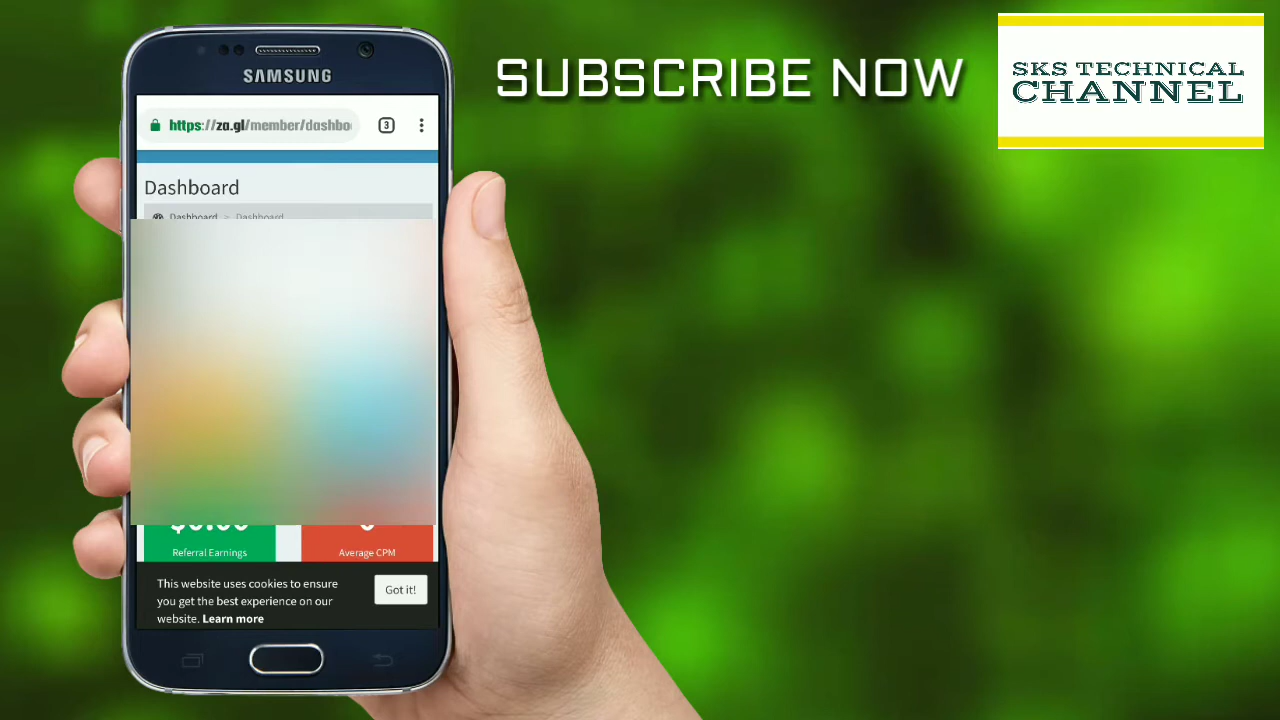 SUBSCRIBE NOW
SKS TECHNICAL
CHANNEL
SAMSUNG
https://za.gl/member/dashbo
3
Dashboard
Dashboard > Dashboard
Referral Earnings
Average CPM
This website uses cookies to ensure
you get the best experience on our
website. Learn more
Got it!